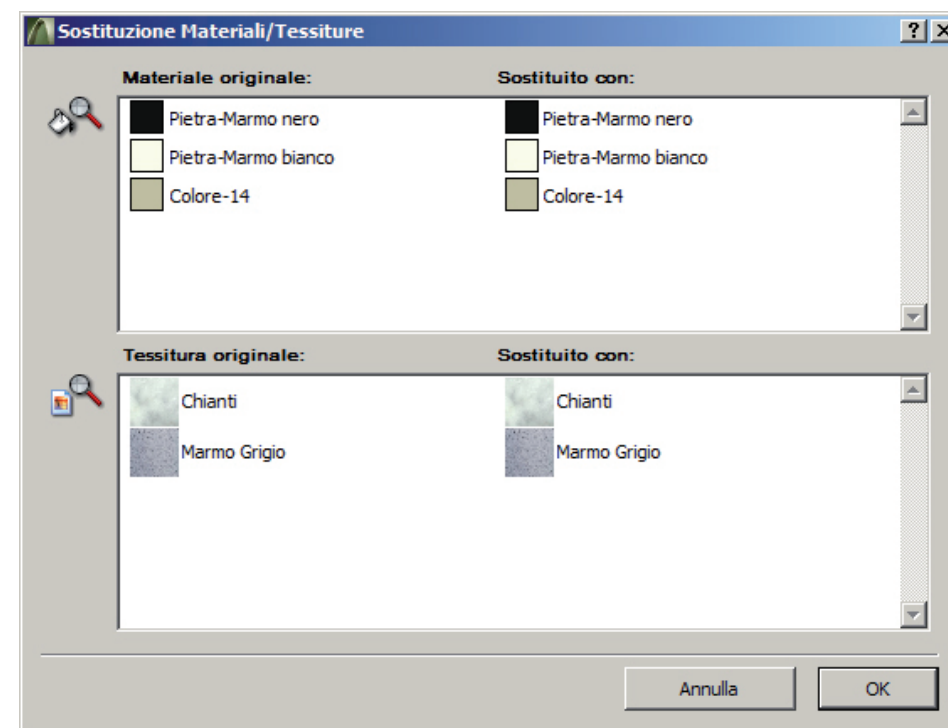 Sostituzione Materiali/Tessiture
Materiale originale: Sostituito con:
Pietra-Marmo nero Pietra-Marmo nero
Pietra-Marmo bianco Pietra-Marmo bianco
Colore-14 Colore-14
Tessitura originale: Sostituito con:
Chianti Chianti
Marmo Grigio Marmo Grigio
Annulla OK